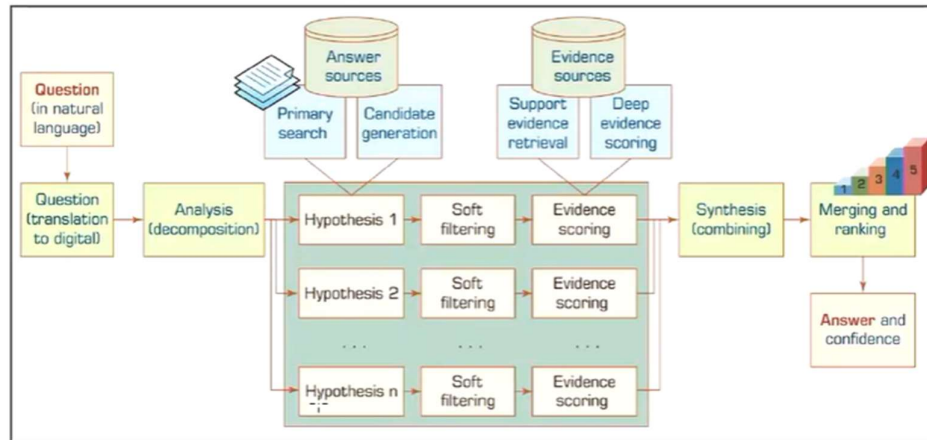 Answer
sources
Evidence
sources
Question
(in natural
language)
Primary
search
Candidate
generation
Support
evidence
retrieval
Deep
evidence
scoring
1 2 3 4 5
Question
(translation
to digital)
Analysis
(decomposition)
Hypothesis 1
Soft
filtering
Evidence
scoring
Synthesis
(combining)
Merging and
ranking
Hypothesis 2
Soft
filtering
Evidence
scoring
Answer and
confidence
. . .
. . .
. . .
Hypothesis n
Soft
filtering
Evidence
scoring